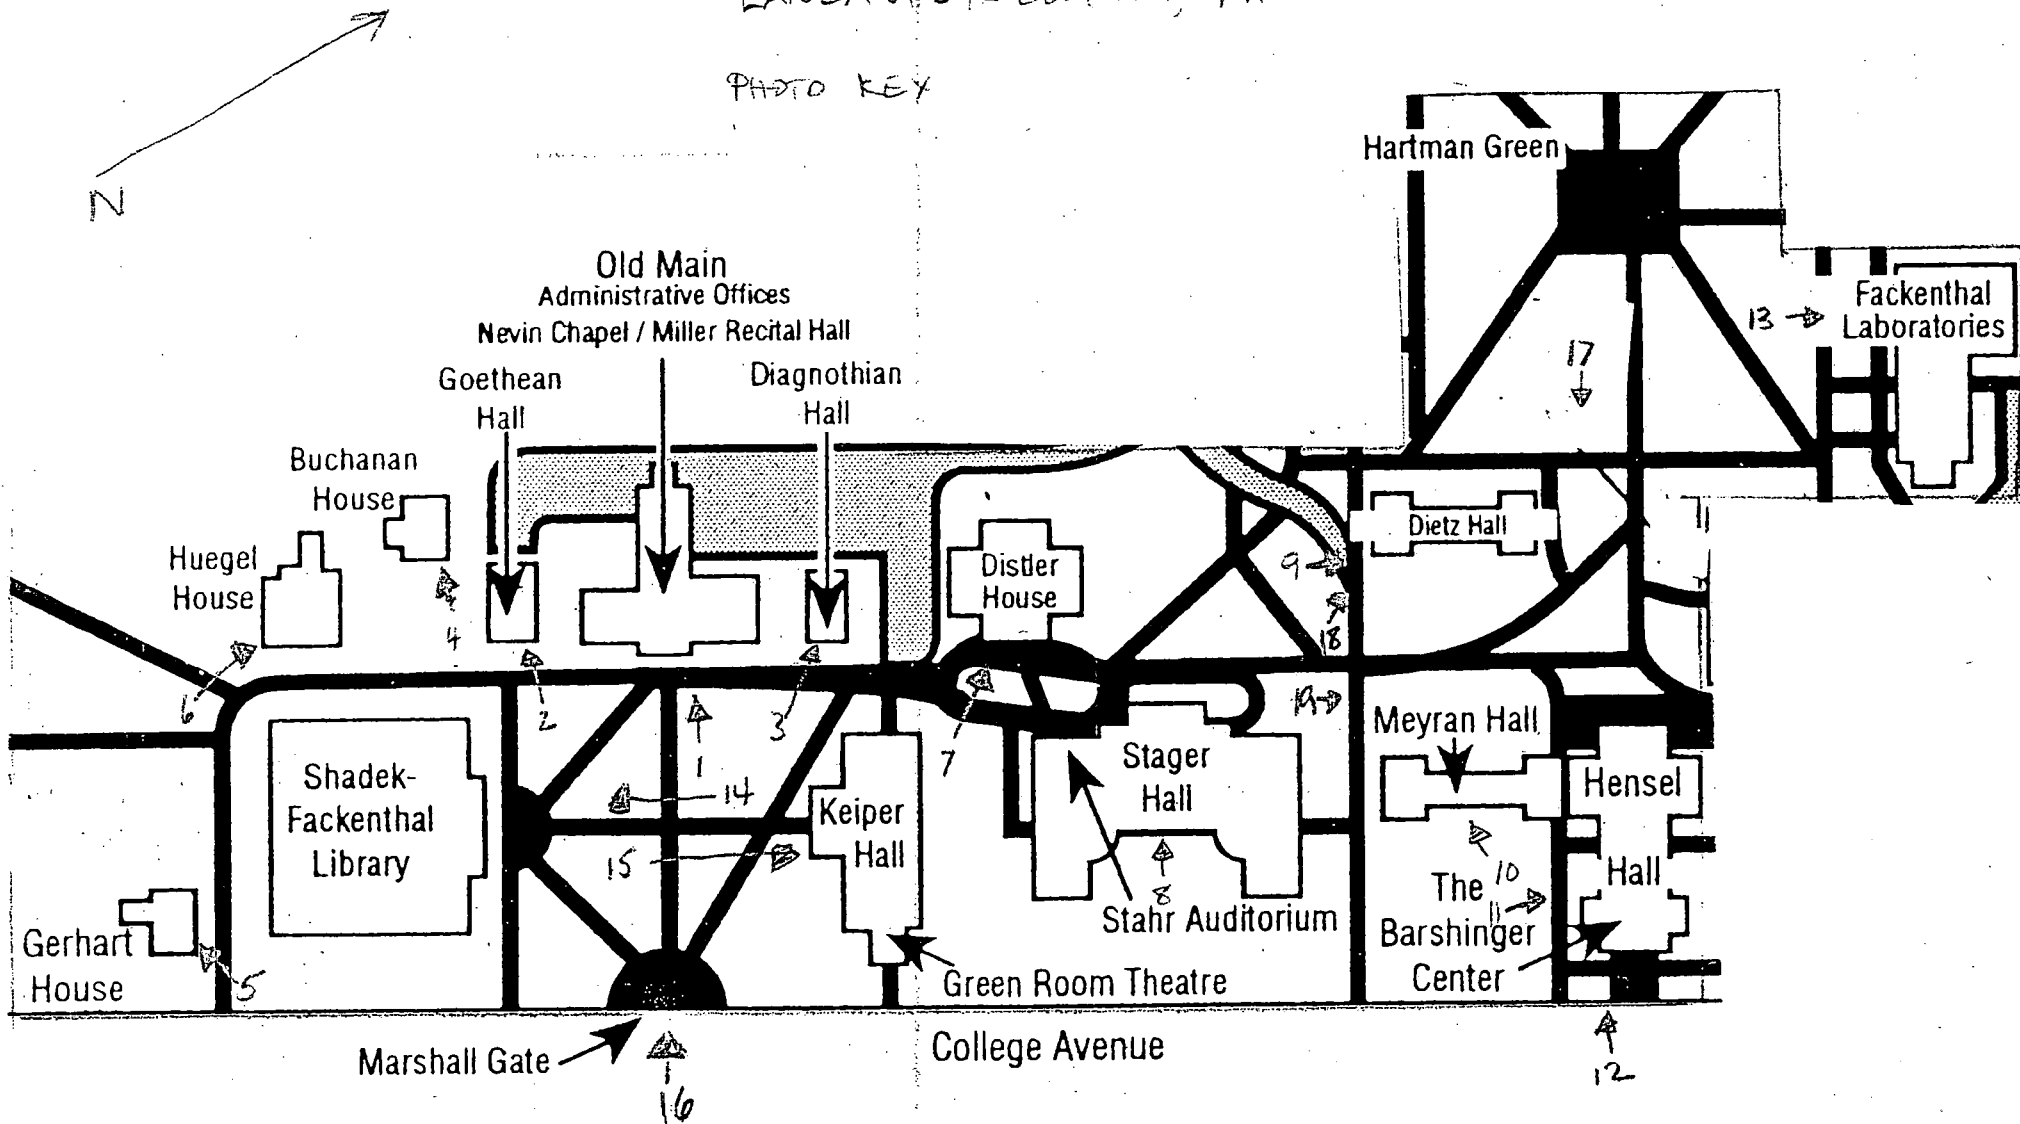 PHOTO KEY
N
Hartman Green
Old Main
Administrative Offices
Nevin Chapel / Miller Recital Hall
Goethean
Hall
Diagnothian
Hall
Fackenthal
Laboratories
13
17
Buchanan
House
Huegel
House
Dietz Hall
Distler
House
9
18
4
6
2
3
1
7
19
14
15
Meyran Hall
Stager
Hall
Hensel
Hall
Shadek-
Fackenthal
Library
Keiper
Hall
8
10
11
The
Barshinger
Center
Stahr Auditorium
Gerhart
House
5
Green Room Theatre
Marshall Gate
College Avenue
16
12